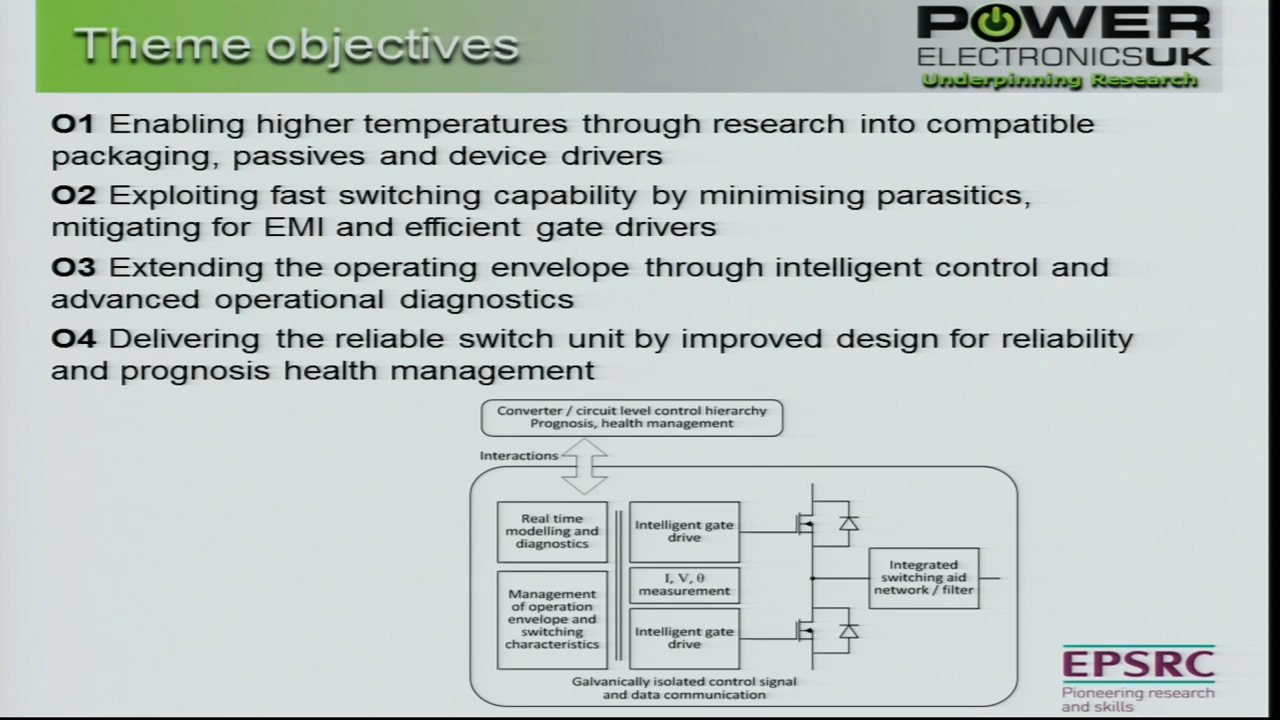 Theme objectives
POWER
ELECTRONICSUK
Underpinning Research
O1 Enabling higher temperatures through research into compatible
packaging, passives and device drivers
O2 Exploiting fast switching capability by minimising parasitics,
mitigating for EMI and efficient gate drivers
O3 Extending the operating envelope through intelligent control and
advanced operational diagnostics
O4 Delivering the reliable switch unit by improved design for reliability
and prognosis health management
Converter / circuit level control hierarchy
Prognosis, health management
Interactions
Real time
modelling and
diagnostics
Intelligent gate
drive
I, V, θ
measurement
Integrated
switching aid
network / filter
Management
of operation
envelope and
switching
characteristics
Intelligent gate
drive
Galvanically isolated control signal
and data communication
EPSRC
Pioneering research
and skills